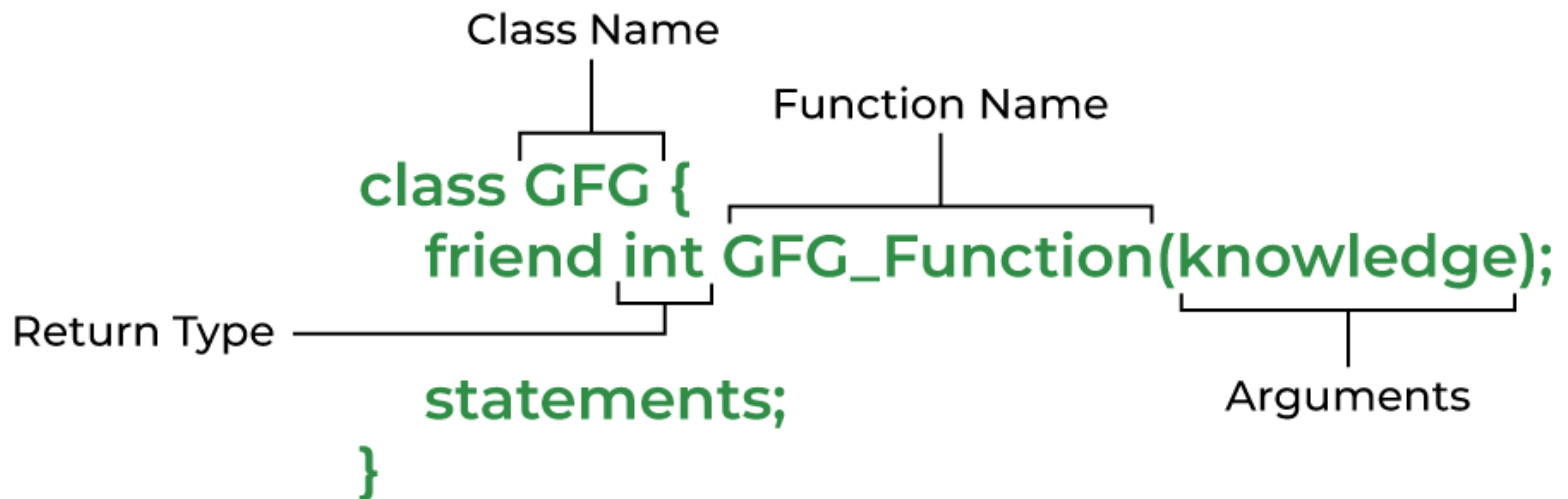 Class Name
Function Name
class GFG {
friend int GFG_Function(knowledge);
Return Type
statements;
Arguments
}